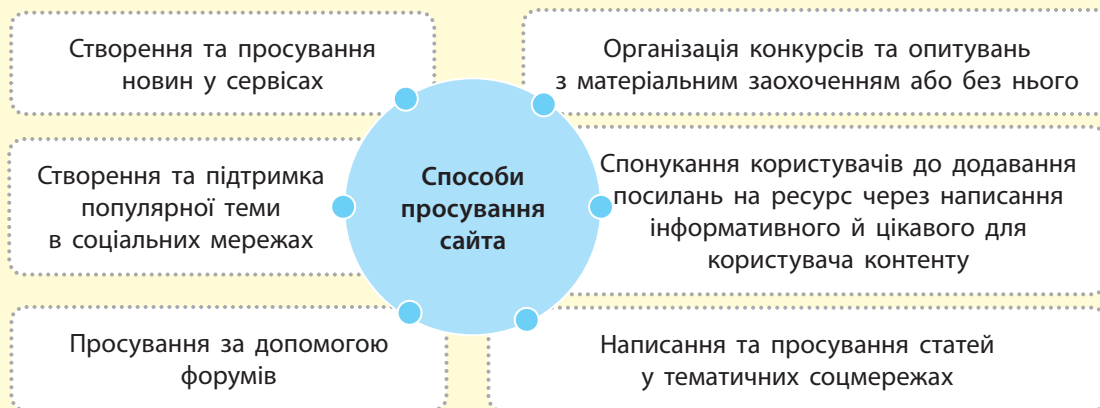 Створення та просування
новин у сервісах
Організація конкурсів та опитувань
з матеріальним заохоченням або без нього
Створення та підтримка
популярної теми
в соціальних мережах
Способи
просування
сайта
Спонукання користувачів до додавання
посилань на ресурс через написання
інформативного й цікавого для
користувача контенту
Просування за допомогою
форумів
Написання та просування статей
у тематичних соцмережах